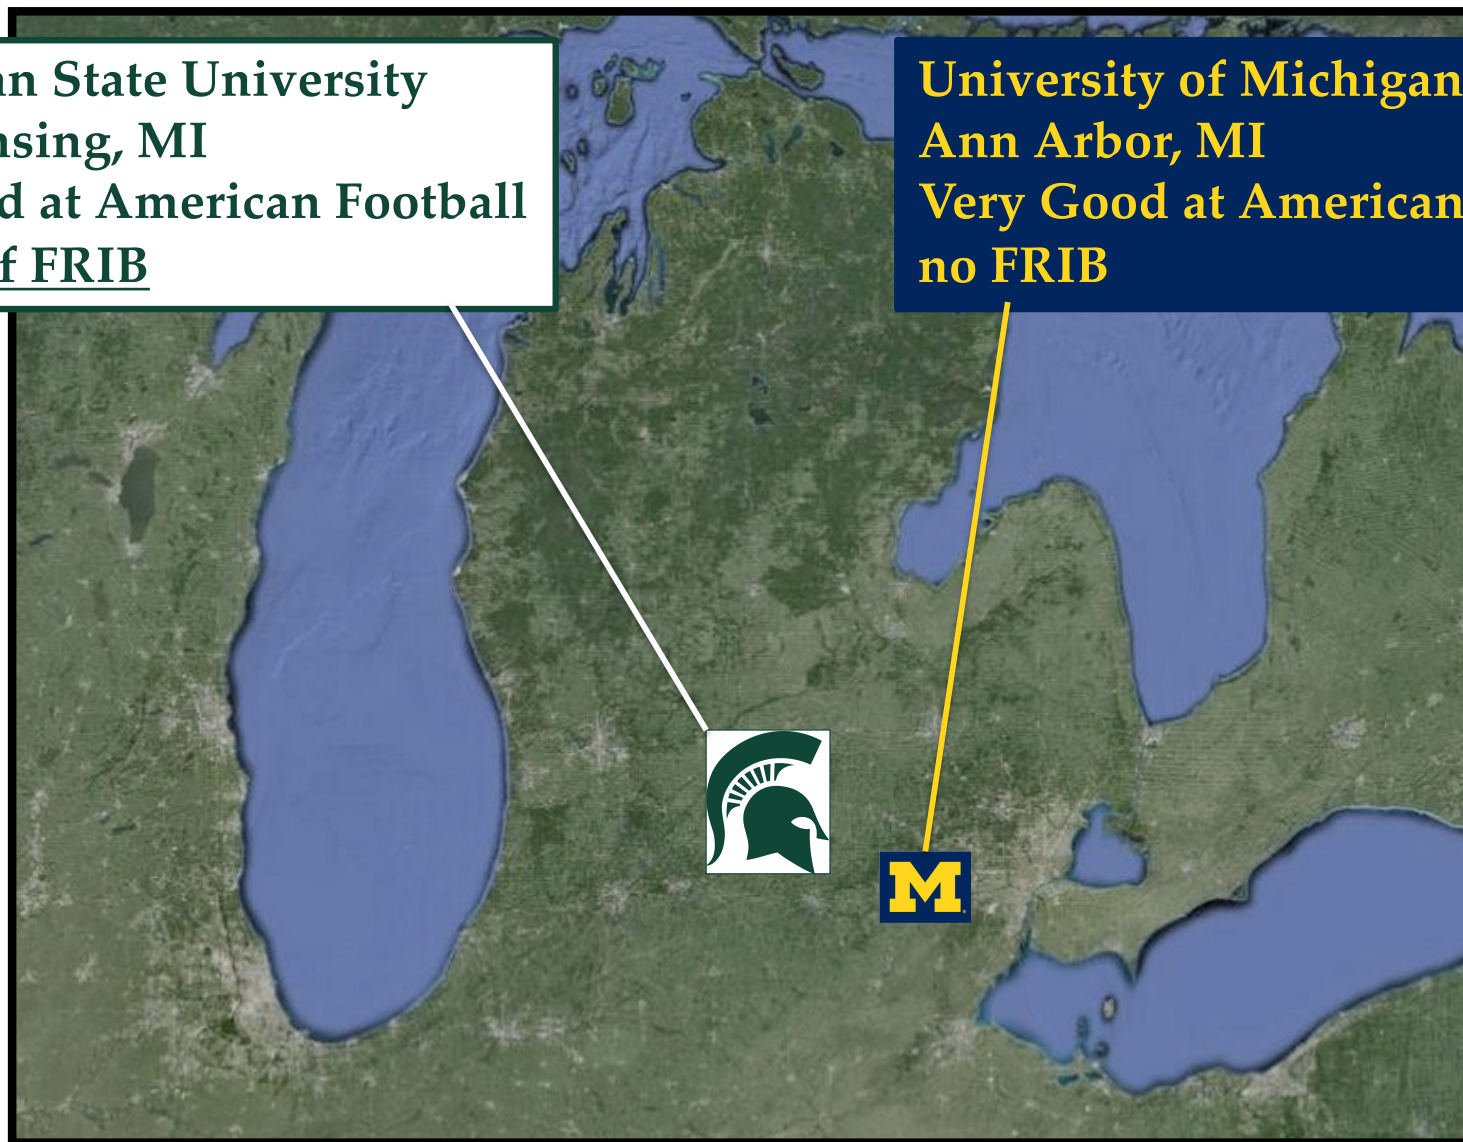 an State University
nsing, MI
d at American Football
f FRIB
University of Michigan
Ann Arbor, MI
Very Good at American
no FRIB
M